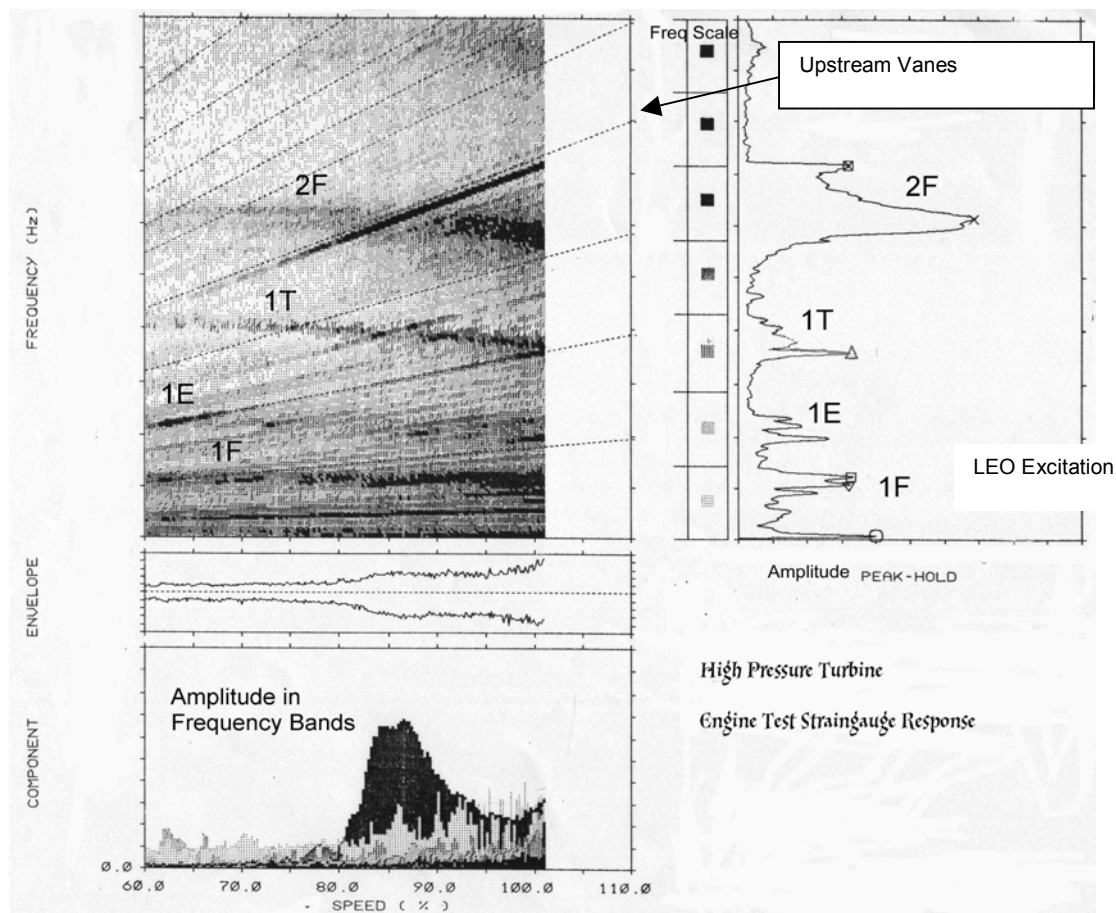 Freq Scale
Upstream Vanes
2F
2F
FREQUENCY (Hz)
1T
1T
1E
1E
1F
LEO Excitation
1F
Amplitude PEAK-HOLD
ENVELOPE
High Pressure Turbine
Amplitude in
Frequency Bands
Engine Test Straingauge Response
COMPONENT
0.0
60.0 70.0 80.0 90.0 100.0 110.0
- SPEED ( % )